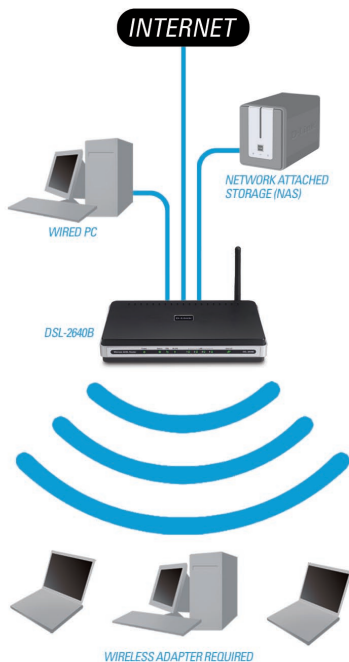 INTERNET
NETWORK ATTACHED
STORAGE (NAS)
WIRED PC
DSL-2640B
WIRELESS ADAPTER REQUIRED